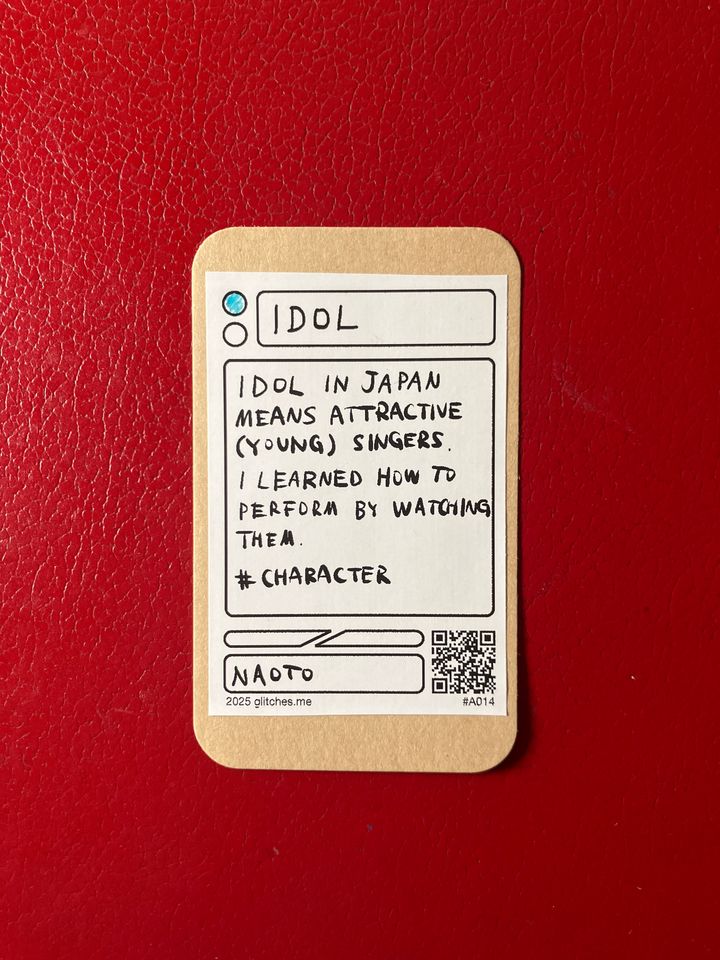 IDOL
IDOL IN JAPAN
MEANS ATTRACTIVE
(YOUNG) SINGERS.
I LEARNED HOW TO
PERFORM BY WATCHING
THEM.
# CHARACTER
NAOTO
2025 glitches.me
#A014